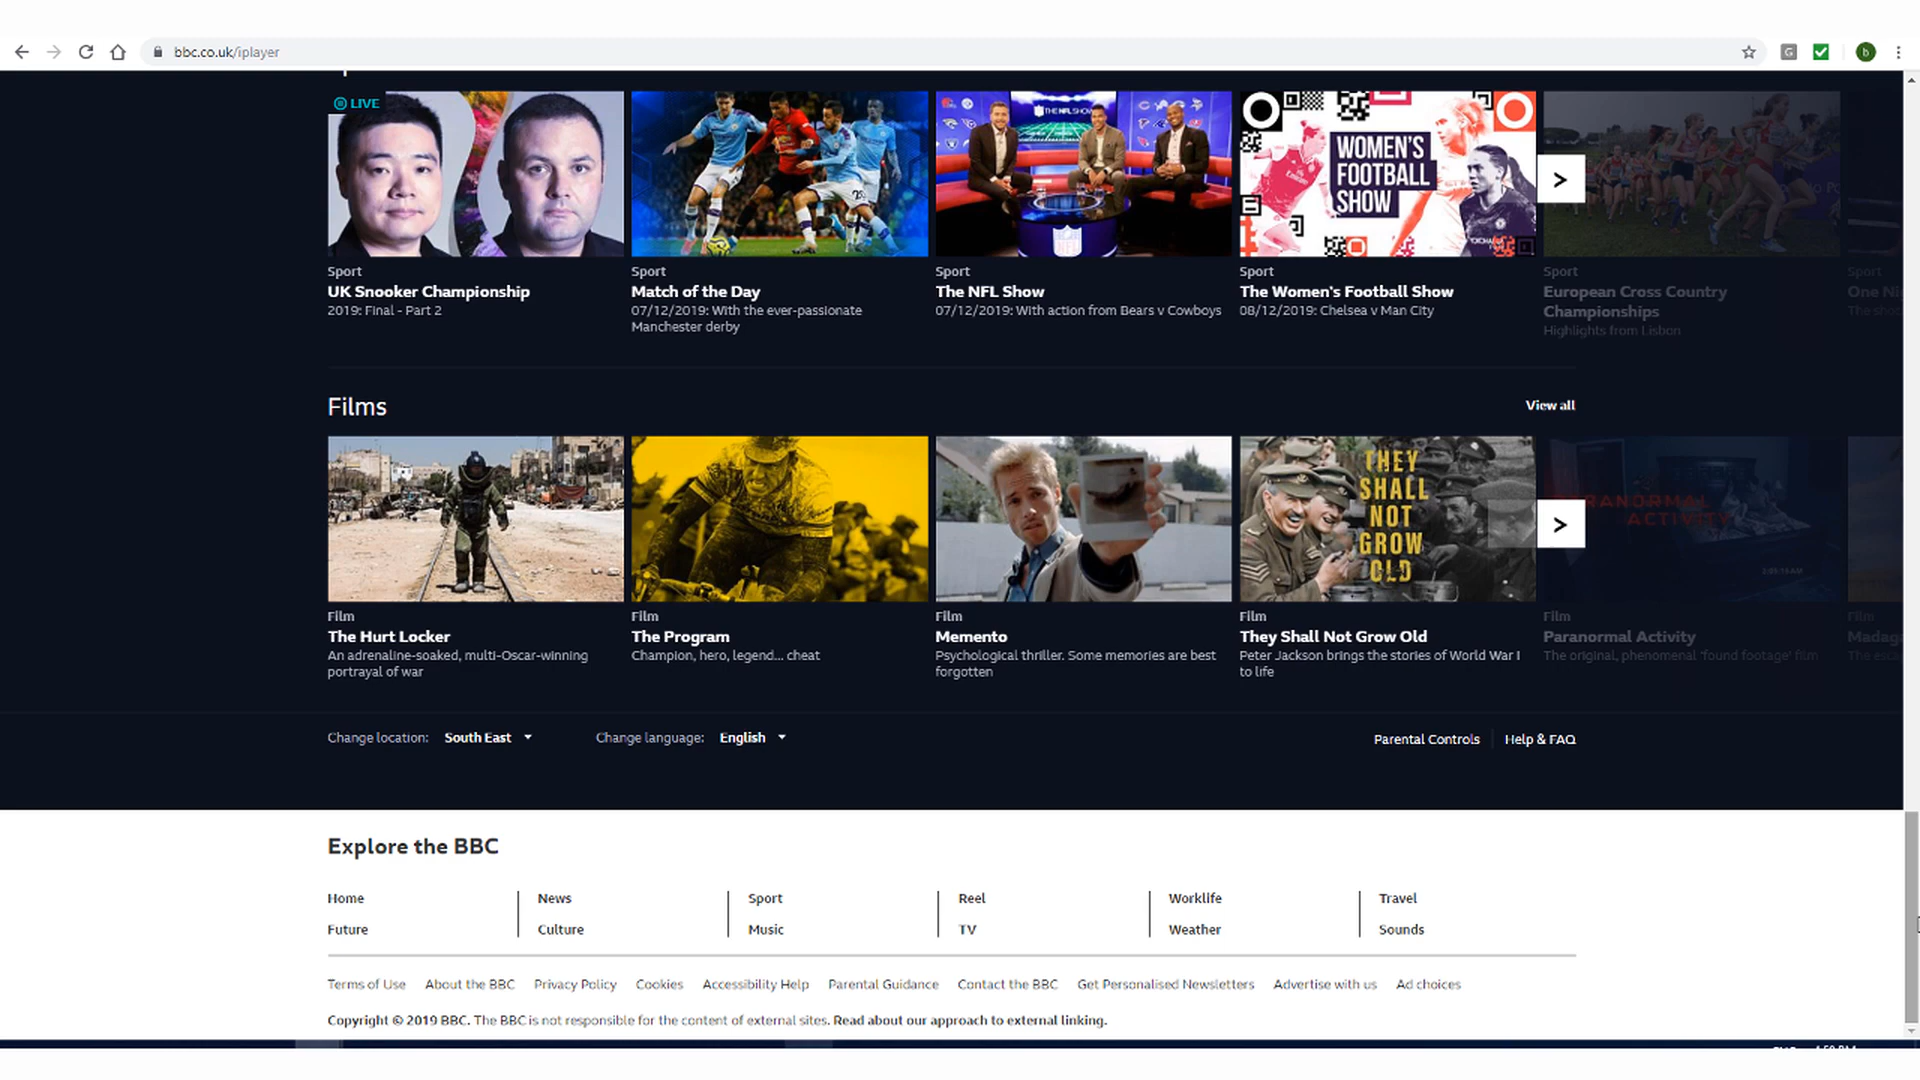 bbc.co.uk/iplayer
LIVE
THE NFL SHOW
NFL
WOMEN'S
FOOTBALL
SHOW
Sport
UK Snooker Championship
2019: Final - Part 2
Sport
Match of the Day
07/12/2019: With the ever-passionate
Manchester derby
Sport
The NFL Show
07/12/2019: With action from Bears v Cowboys
Sport
The Women's Football Show
08/12/2019: Chelsea v Man City
Sport
European Cross Country
Championships
Highlights from Lisbon
Sport
Films
View all
THEY
SHALL
NOT
GROW
OLD
ACTIVITY
Film
The Hurt Locker
An adrenaline-soaked, multi-Oscar-winning
portrayal of war
Film
The Program
Champion, hero, legend... cheat
Film
Memento
Psychological thriller. Some memories are best
forgotten
Film
They Shall Not Grow Old
Peter Jackson brings the stories of World War I
to life
Film
Paranormal Activity
The original, phenomenal 'found footage' film
Film
Change location: South East
Change language: English
Parental Controls
Help & FAQ
Explore the BBC
Home
News
Sport
Reel
Worklife
Travel
Future
Culture
Music
TV
Weather
Sounds
Terms of Use About the BBC Privacy Policy Cookies Accessibility Help Parental Guidance Contact the BBC Get Personalised Newsletters Advertise with us Ad choices
Copyright © 2019 BBC. The BBC is not responsible for the content of external sites. Read about our approach to external linking.